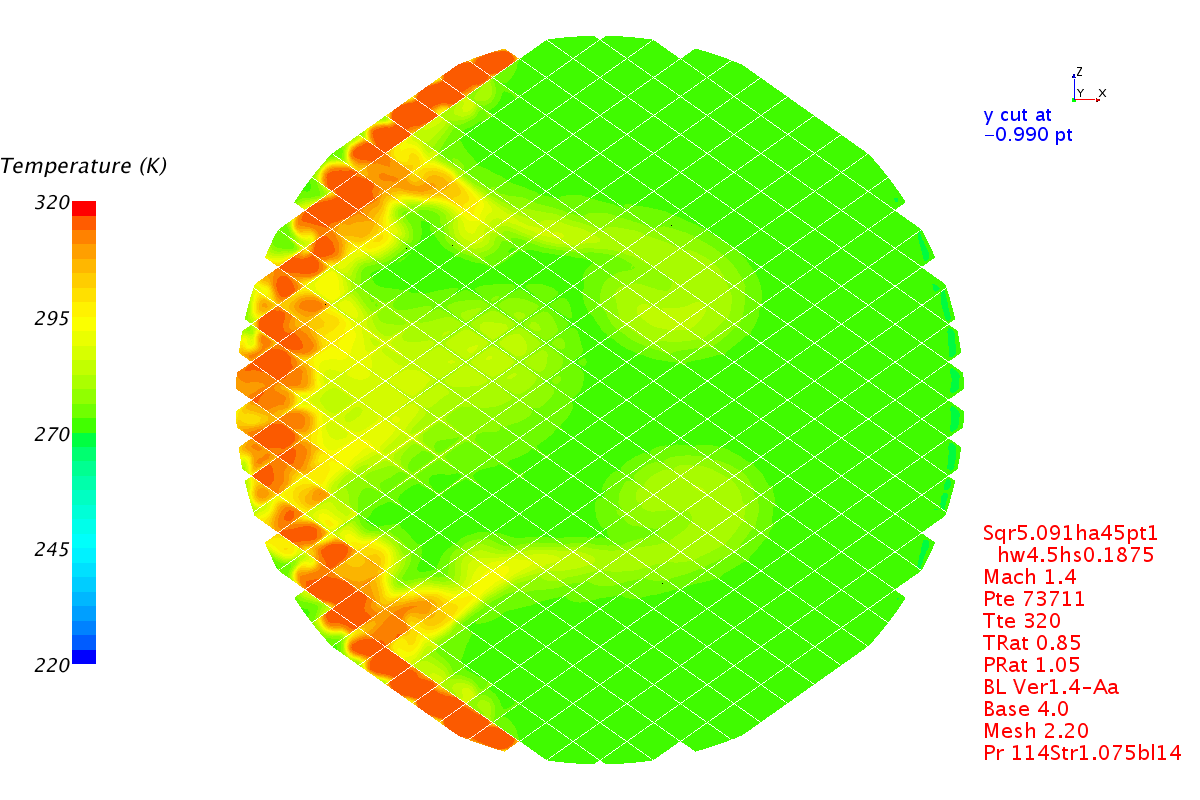 Z
Y X
y cut at
−0.990 pt
Temperature (K)
320
295
270
245
220
Sqr5.091ha45pt1
hw4.5hs0.1875
Mach 1.4
Pte 73711
Tte 320
TRat 0.85
PRat 1.05
BL Ver1.4−Aa
Base 4.0
Mesh 2.20
Pr 114Str1.075bl14